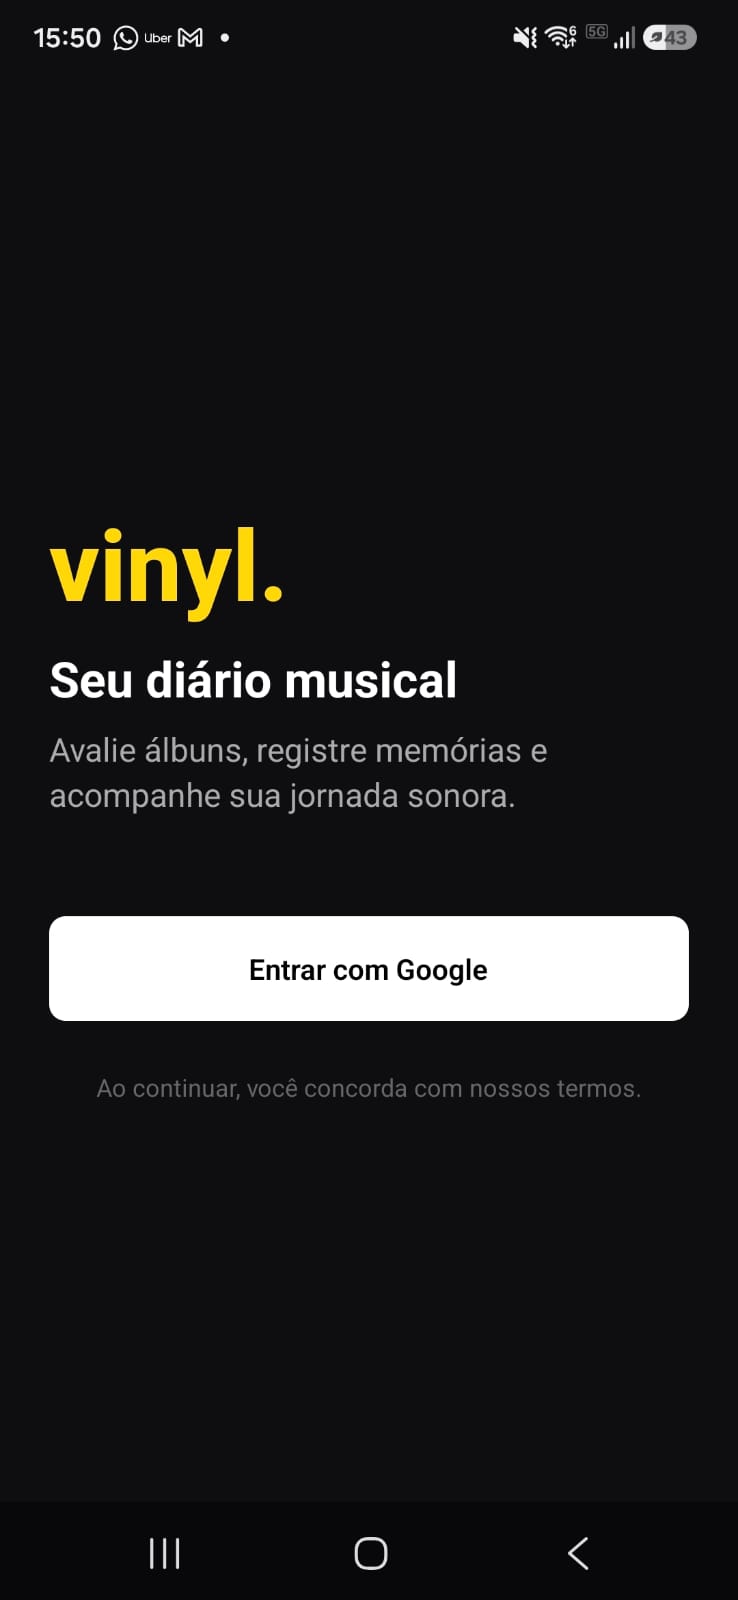 15:50 Uber 6 5G 43
vinyl.
Seu diário musical
Avalie álbuns, registre memórias e
acompanhe sua jornada sonora.
Entrar com Google
Ao continuar, você concorda com nossos termos.